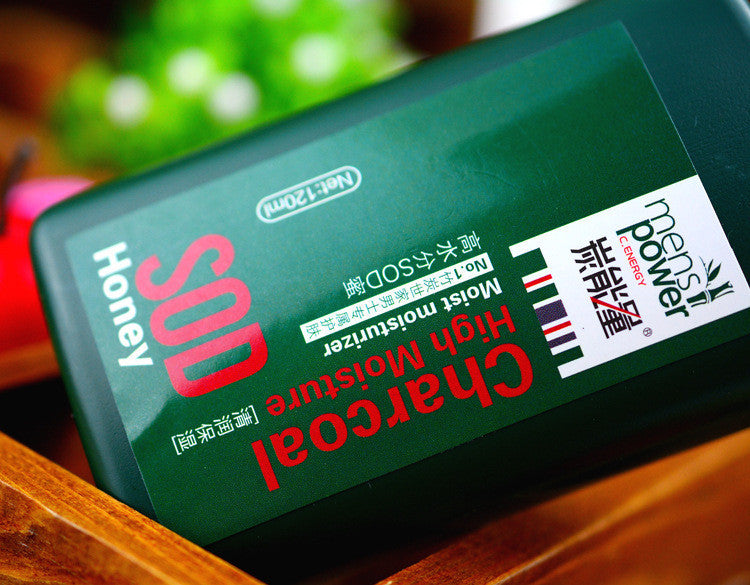 mens
power
C.ENERGY
炭能量®
Charcoal
High Moisture
Moist moisturizer
No.1竹炭世家男士专属护肤
高水分SOD蜜
[清润保湿]
Net:120ml
SOD
Honey